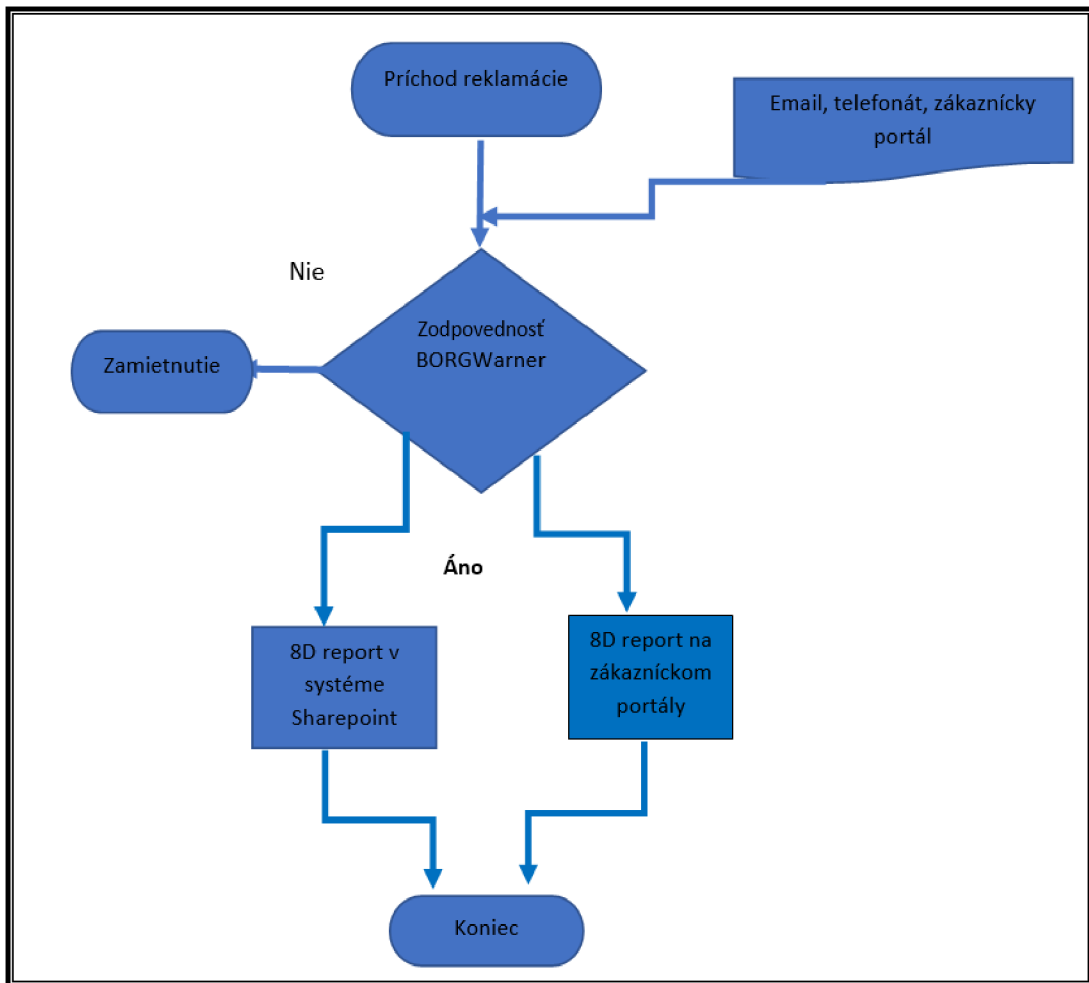 Príchod reklamácie
Email, telefonát, zákaznícky
portál
Nie
Zodpovednosť
BORGWarner
Zamietnutie
Áno
8D report v
systéme
Sharepoint
8D report na
zákazníckom
portály
Koniec